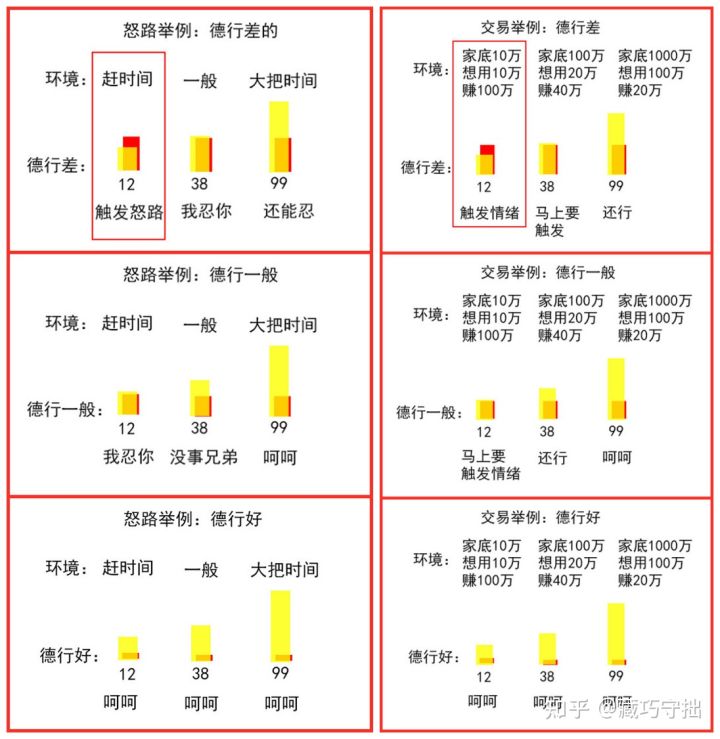 怒路举例：德行差的
环境： 赶时间 一般 大把时间
德行差：
12 38 99
触发怒路 我忍你 还能忍
怒路举例：德行一般
环境： 赶时间 一般 大把时间
德行一般：
12 38 99
我忍你 没事兄弟 呵呵
怒路举例：德行好
环境： 赶时间 一般 大把时间
德行好：
12 38 99
呵呵 呵呵 呵呵
交易举例：德行差
家底10万 家底100万 家底1000万
环境： 想用10万 想用20万 想用100万
赚100万 赚40万 赚20万
德行差：
12 38 99
触发情绪 马上要 还行
触发
交易举例：德行一般
家底10万 家底100万 家底1000万
环境： 想用10万 想用20万 想用100万
赚100万 赚40万 赚20万
德行一般：
12 38 99
马上要 还行 呵呵
触发情绪
交易举例：德行好
家底10万 家底100万 家底1000万
环境： 想用10万 想用20万 想用100万
赚100万 赚40万 赚20万
德行好：
12 38 99
呵呵 呵呵 呵呵
知乎 @藏巧守拙